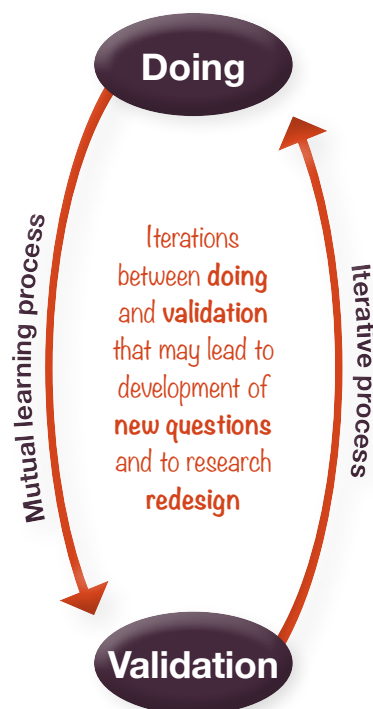 Doing
Mutual learning process
Iterations
between doing
and validation
that may lead to
development of
new questions
and to research
redesign
Iterative process
Validation